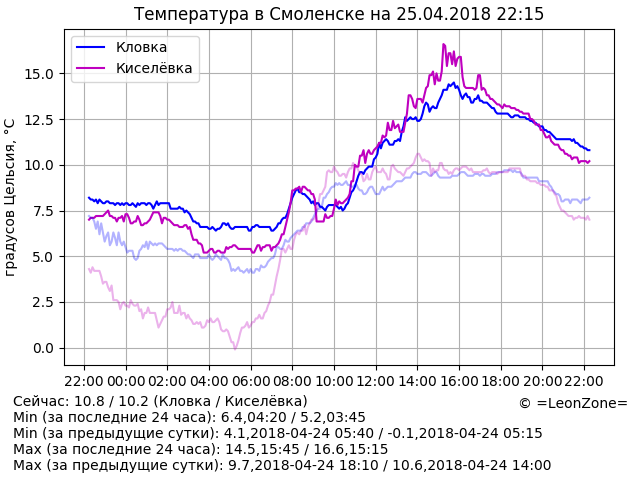 Температура в Смоленске на 25.04.2018 22:15
Кловка
Киселёвка
градусов Цельсия, °C
15.0
12.5
10.0
7.5
5.0
2.5
0.0
22:00 00:00 02:00 04:00 06:00 08:00 10:00 12:00 14:00 16:00 18:00 20:00 22:00
Сейчас: 10.8 / 10.2 (Кловка / Киселёвка)
© =LeonZone=
Min (за последние 24 часа): 6.4,04:20 / 5.2,03:45
Min (за предыдущие сутки): 4.1,2018-04-24 05:40 / -0.1,2018-04-24 05:15
Max (за последние 24 часа): 14.5,15:45 / 16.6,15:15
Max (за предыдущие сутки): 9.7,2018-04-24 18:10 / 10.6,2018-04-24 14:00